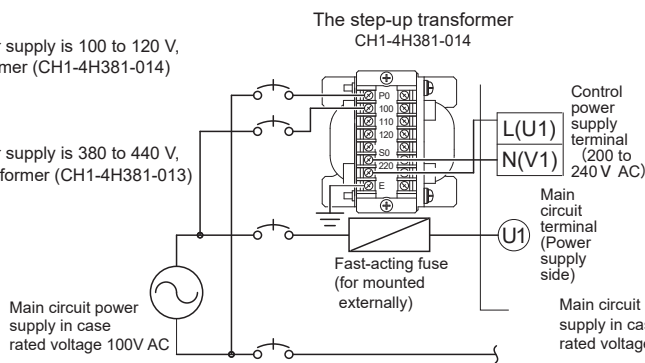 The step-up transformer
CH1-4H381-014
r supply is 100 to 120 V,
mer (CH1-4H381-014)
r supply is 380 to 440 V,
sformer (CH1-4H381-013)
P0
100
110
120
S0
220
E
L(U1)
N(V1)
Control
power
supply
terminal
(200 to
240 V AC)
Main
circuit
terminal
(Power
supply
side)
U1
Fast-acting fuse
(for mounted
externally)
Main circuit power
supply in case
rated voltage 100V AC
Main circuit
supply in cas
rated voltage